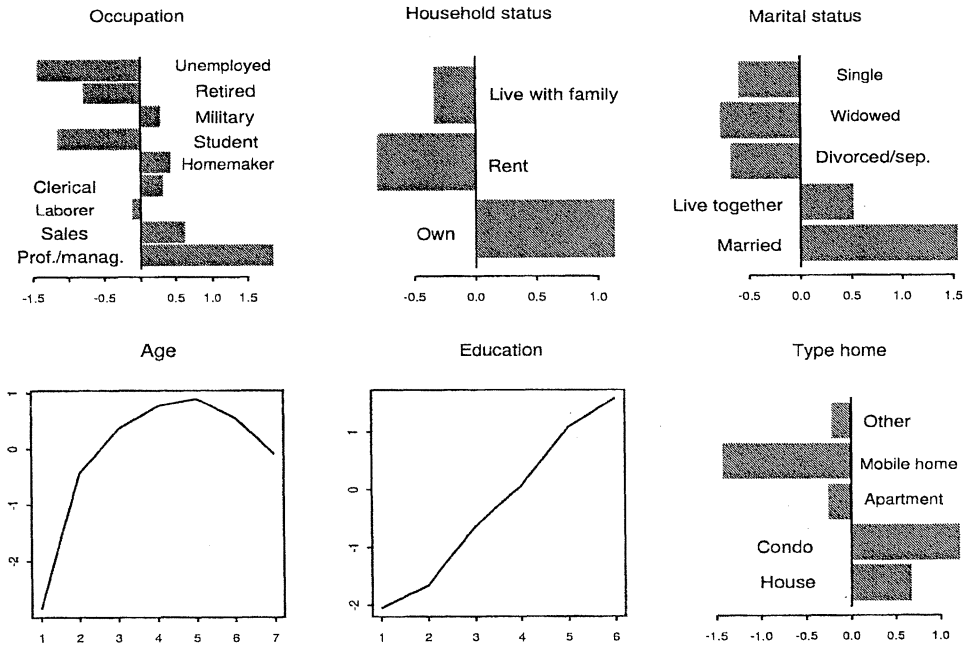 Occupation
Unemployed
Retired
Military
Student
Homemaker
Clerical
Laborer
Sales
Prof./manag.
-1.5 -0.5 0.5 1.0 1.5
Household status
Live with family
Rent
Own
-0.5 0.0 0.5 1.0
Marital status
Single
Widowed
Divorced/sep.
Live together
Married
-0.5 0.0 0.5 1.0 1.5
Age
1
0
-1
-2
1 2 3 4 5 6 7
Education
1
0
-1
-2
1 2 3 4 5 6
Type home
Other
Mobile home
Apartment
Condo
House
-1.5 -1.0 -0.5 0.0 0.5 1.0